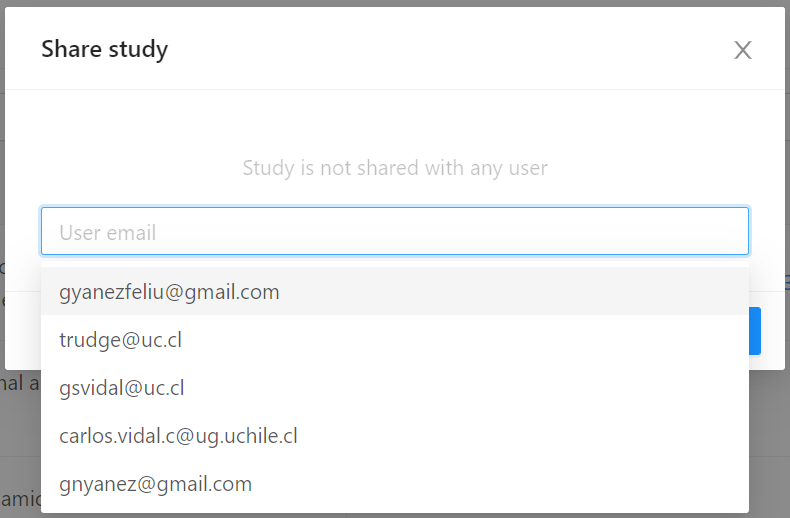 Share study
Study is not shared with any user
User email
gyanezfeliu@gmail.com
trudge@uc.cl
gsvidal@uc.cl
carlos.vidal.c@ug.uchile.cl
gnyanez@gmail.com